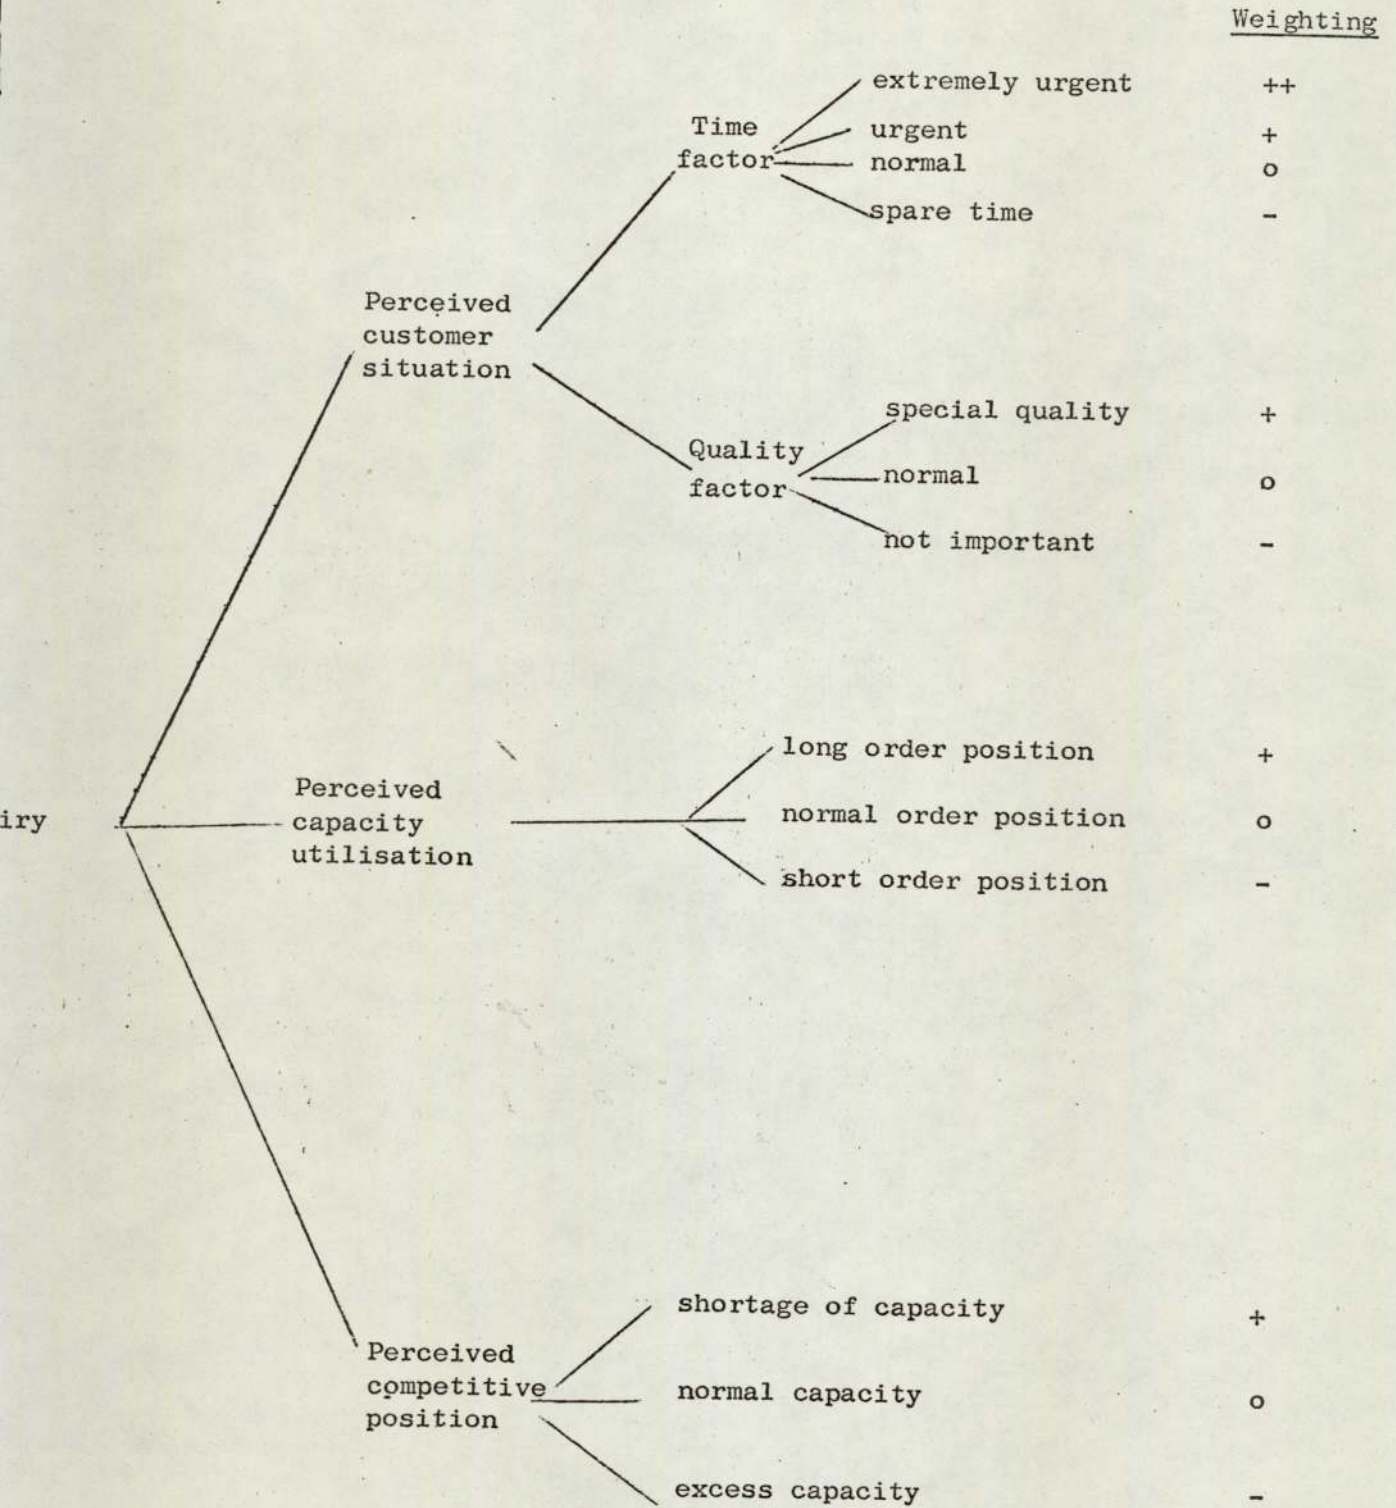 Weighting
extremely urgent ++
Time
urgent +
factor
normal o
spare time -
Perceived
customer
situation
special quality +
Quality
normal o
factor
not important -
long order position +
Perceived
iry capacity
normal order position o
utilisation
short order position -
shortage of capacity +
Perceived
competitive
normal capacity o
position
excess capacity -